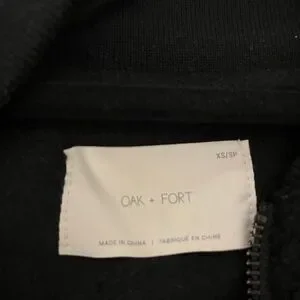 XS/SP
OAK + FORT
MADE IN CHINA | FABRIQUÉ EN CHINE